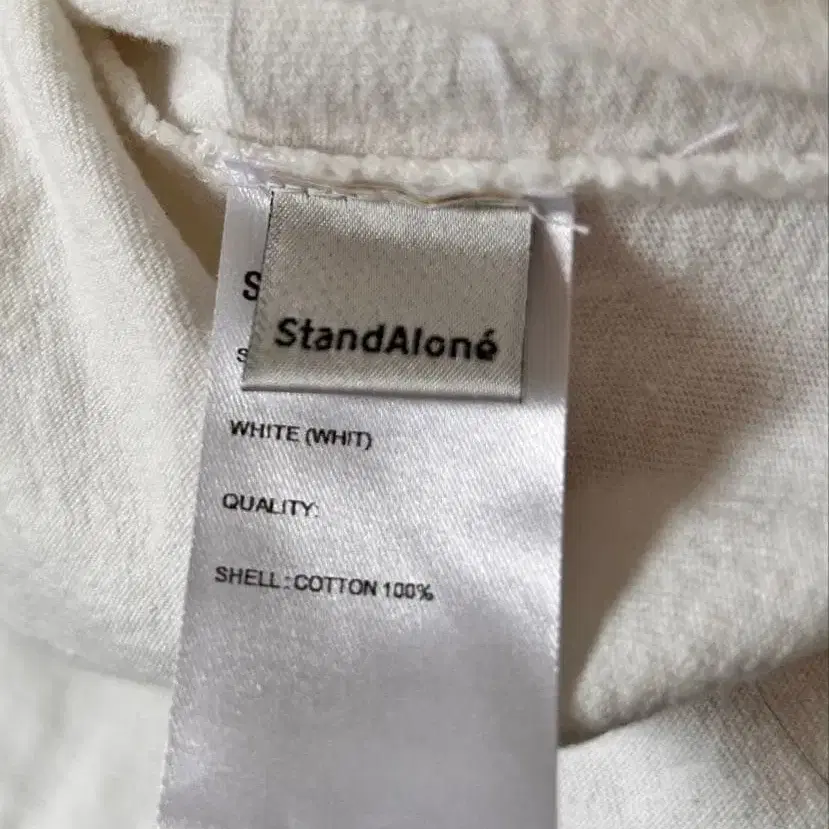 StandAloné
WHITE (WHIT)
QUALITY:
SHELL : COTTON 100%